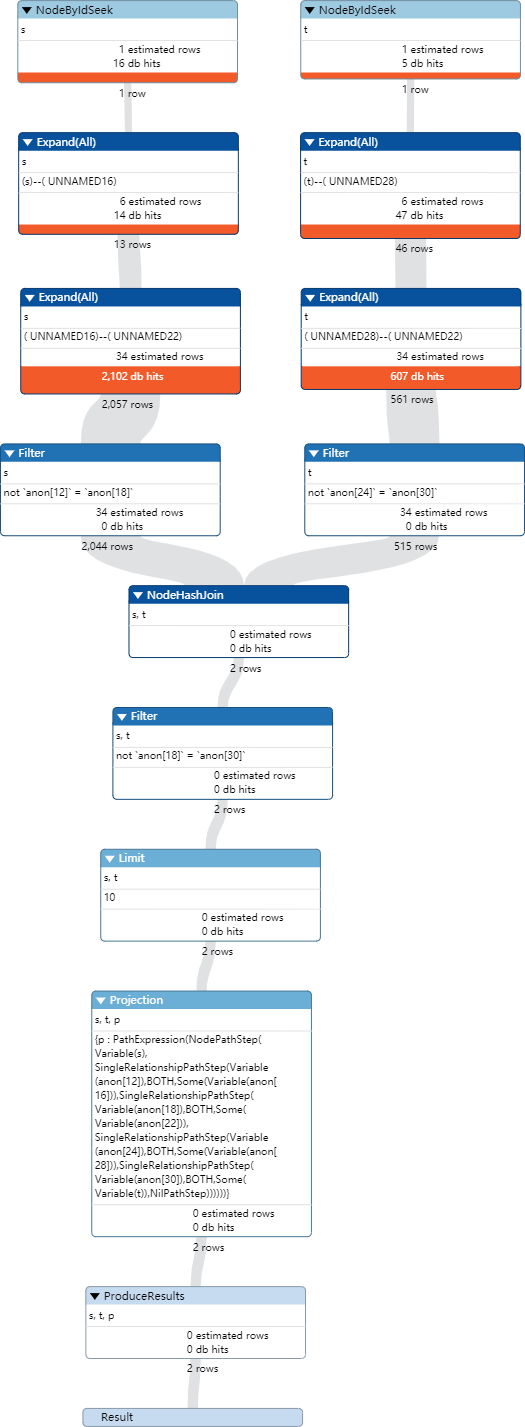 NodeByIdSeek
s
1 estimated rows
16 db hits
1 row
Expand(All)
s
(s)--( UNNAMED16)
6 estimated rows
14 db hits
13 rows
Expand(All)
s
( UNNAMED16)--( UNNAMED22)
34 estimated rows
2,102 db hits
2,057 rows
Filter
s
not `anon[12]` = `anon[18]`
34 estimated rows
0 db hits
2,044 rows
NodeByIdSeek
t
1 estimated rows
5 db hits
1 row
Expand(All)
t
(t)--( UNNAMED28)
6 estimated rows
47 db hits
46 rows
Expand(All)
t
( UNNAMED28)--( UNNAMED22)
34 estimated rows
607 db hits
561 rows
Filter
t
not `anon[24]` = `anon[30]`
34 estimated rows
0 db hits
515 rows
NodeHashJoin
s, t
0 estimated rows
0 db hits
2 rows
Filter
s, t
not `anon[18]` = `anon[30]`
0 estimated rows
0 db hits
2 rows
Limit
s, t
10
0 estimated rows
0 db hits
2 rows
Projection
s, t, p
{p : PathExpression(NodePathStep(
Variable(s),
SingleRelationshipPathStep(Variable
(anon[12]),BOTH,Some(Variable(anon[
16])),SingleRelationshipPathStep(
Variable(anon[18]),BOTH,Some(
Variable(anon[22])),
SingleRelationshipPathStep(Variable
(anon[24]),BOTH,Some(Variable(anon[
28])),SingleRelationshipPathStep(
Variable(anon[30]),BOTH,Some(
Variable(t)),NilPathStep))))))}
0 estimated rows
0 db hits
2 rows
ProduceResults
s, t, p
0 estimated rows
0 db hits
2 rows
Result